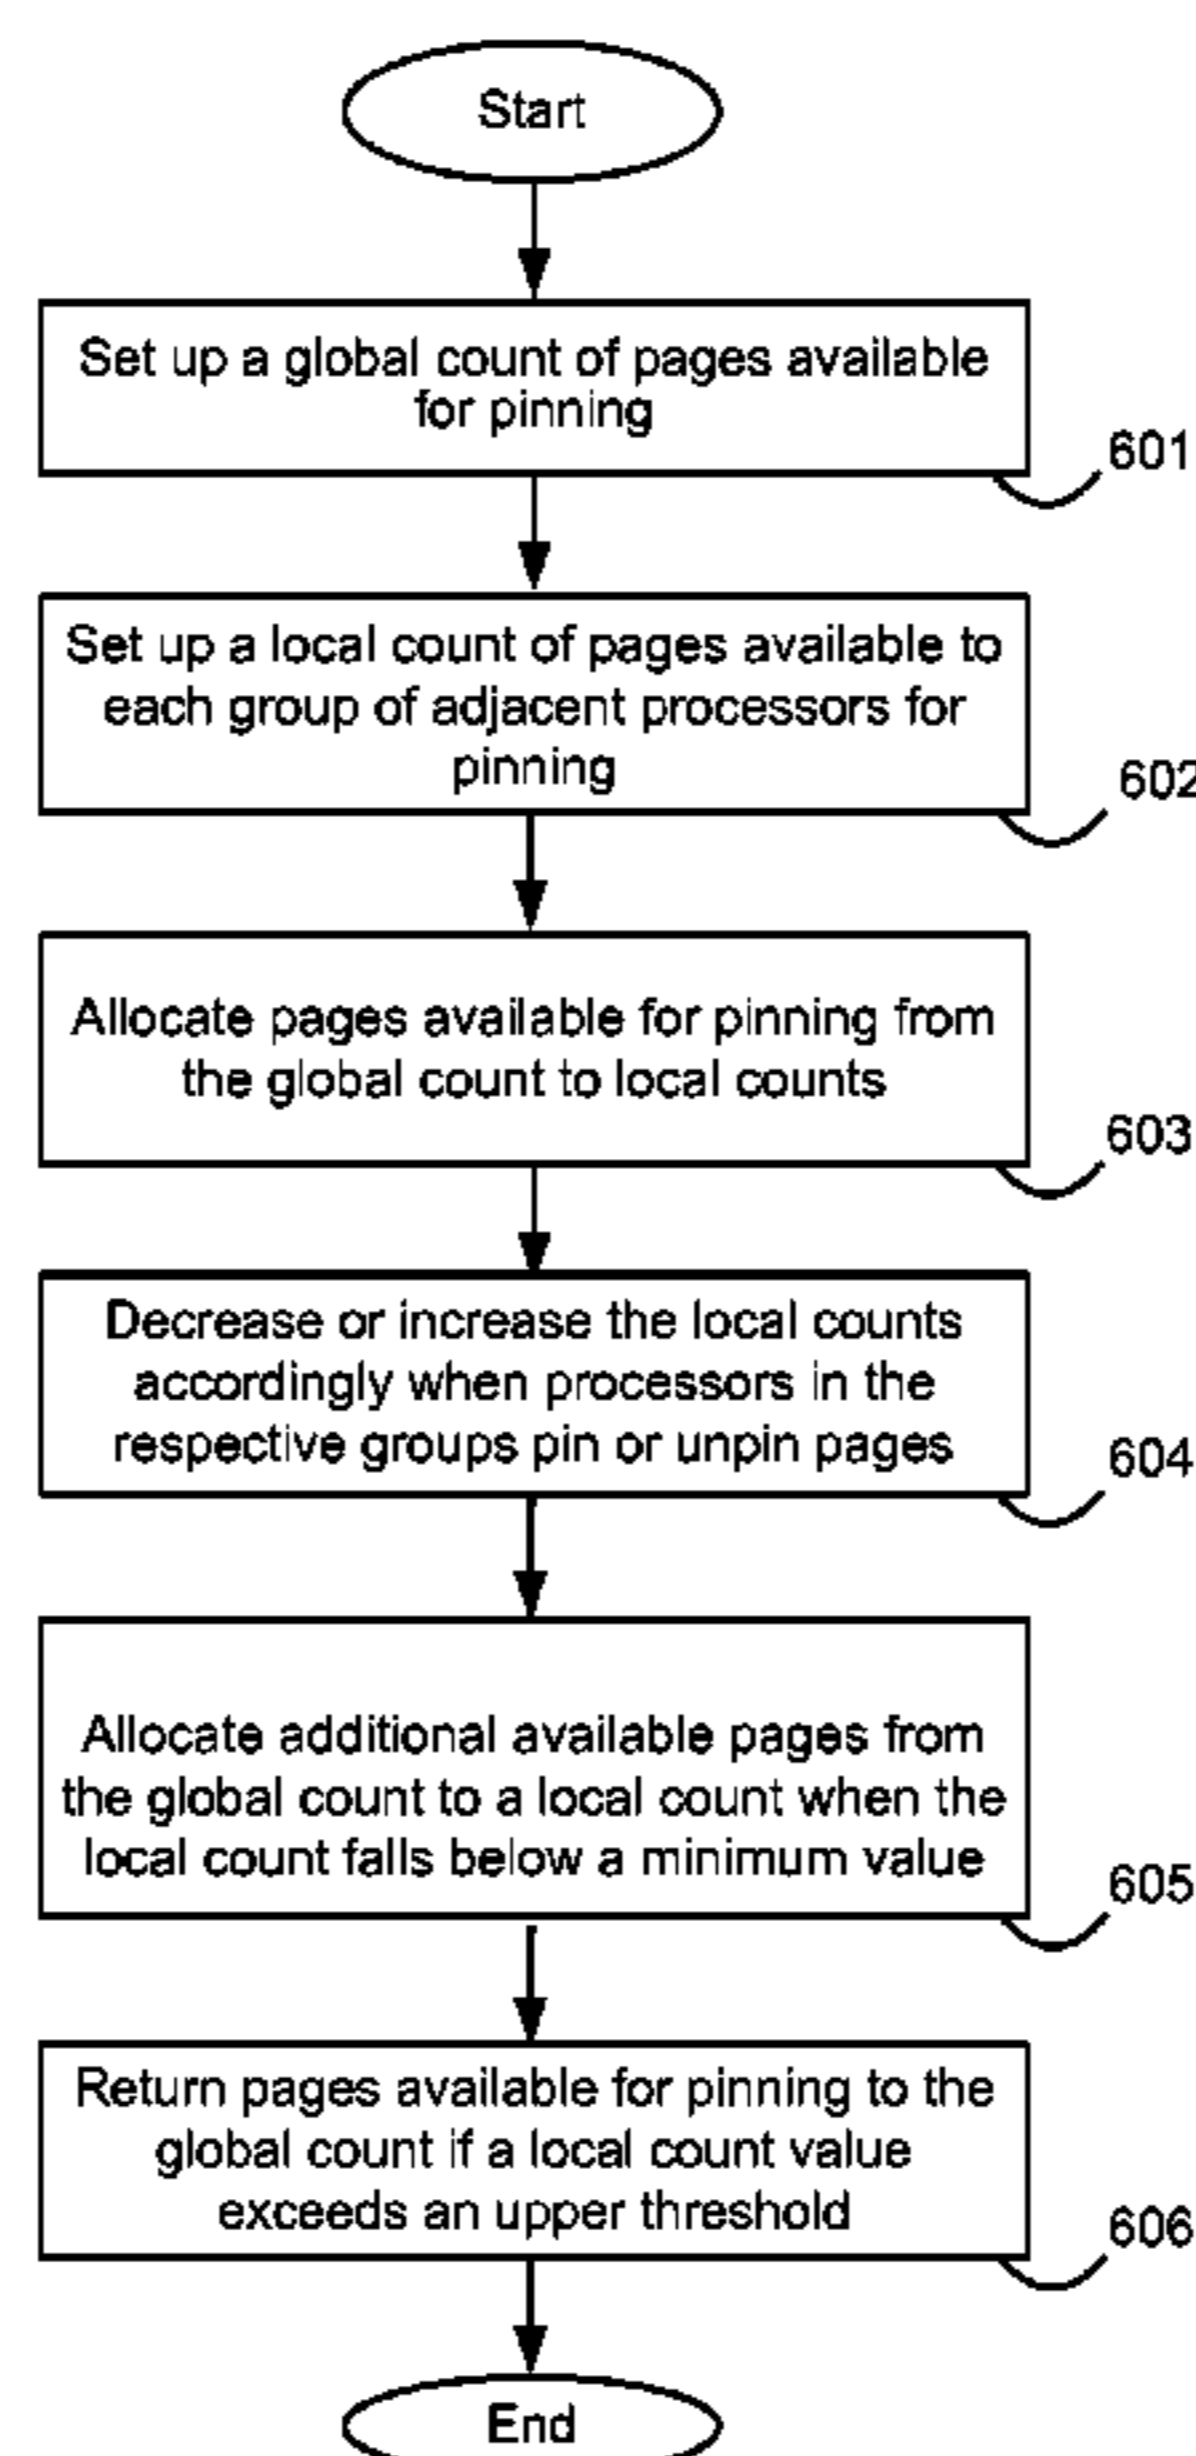 Start
Set up a global count of pages available
for pinning
601
Set up a local count of pages available to
each group of adjacent processors for
pinning
602
Allocate pages available for pinning from
the global count to local counts
603
Decrease or increase the local counts
accordingly when processors in the
respective groups pin or unpin pages
604
Allocate additional available pages from
the global count to a local count when the
local count falls below a minimum value
605
Return pages available for pinning to the
global count if a local count value
exceeds an upper threshold
606
End